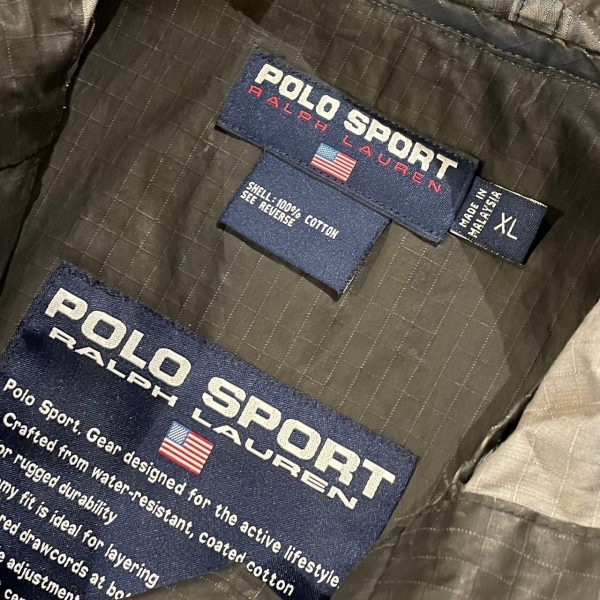 POLO SPORT
RALPH LAUREN
SHELL: 100% COTTON
SEE REVERSE
MADE IN
MALAYSIA
XL
POLO SPORT
RALPH LAUREN
Polo Sport. Gear designed for the active lifestyle
Crafted from water-resistant, coated cotton
rugged durability
fit is ideal for layering
drawcords at
adjustment